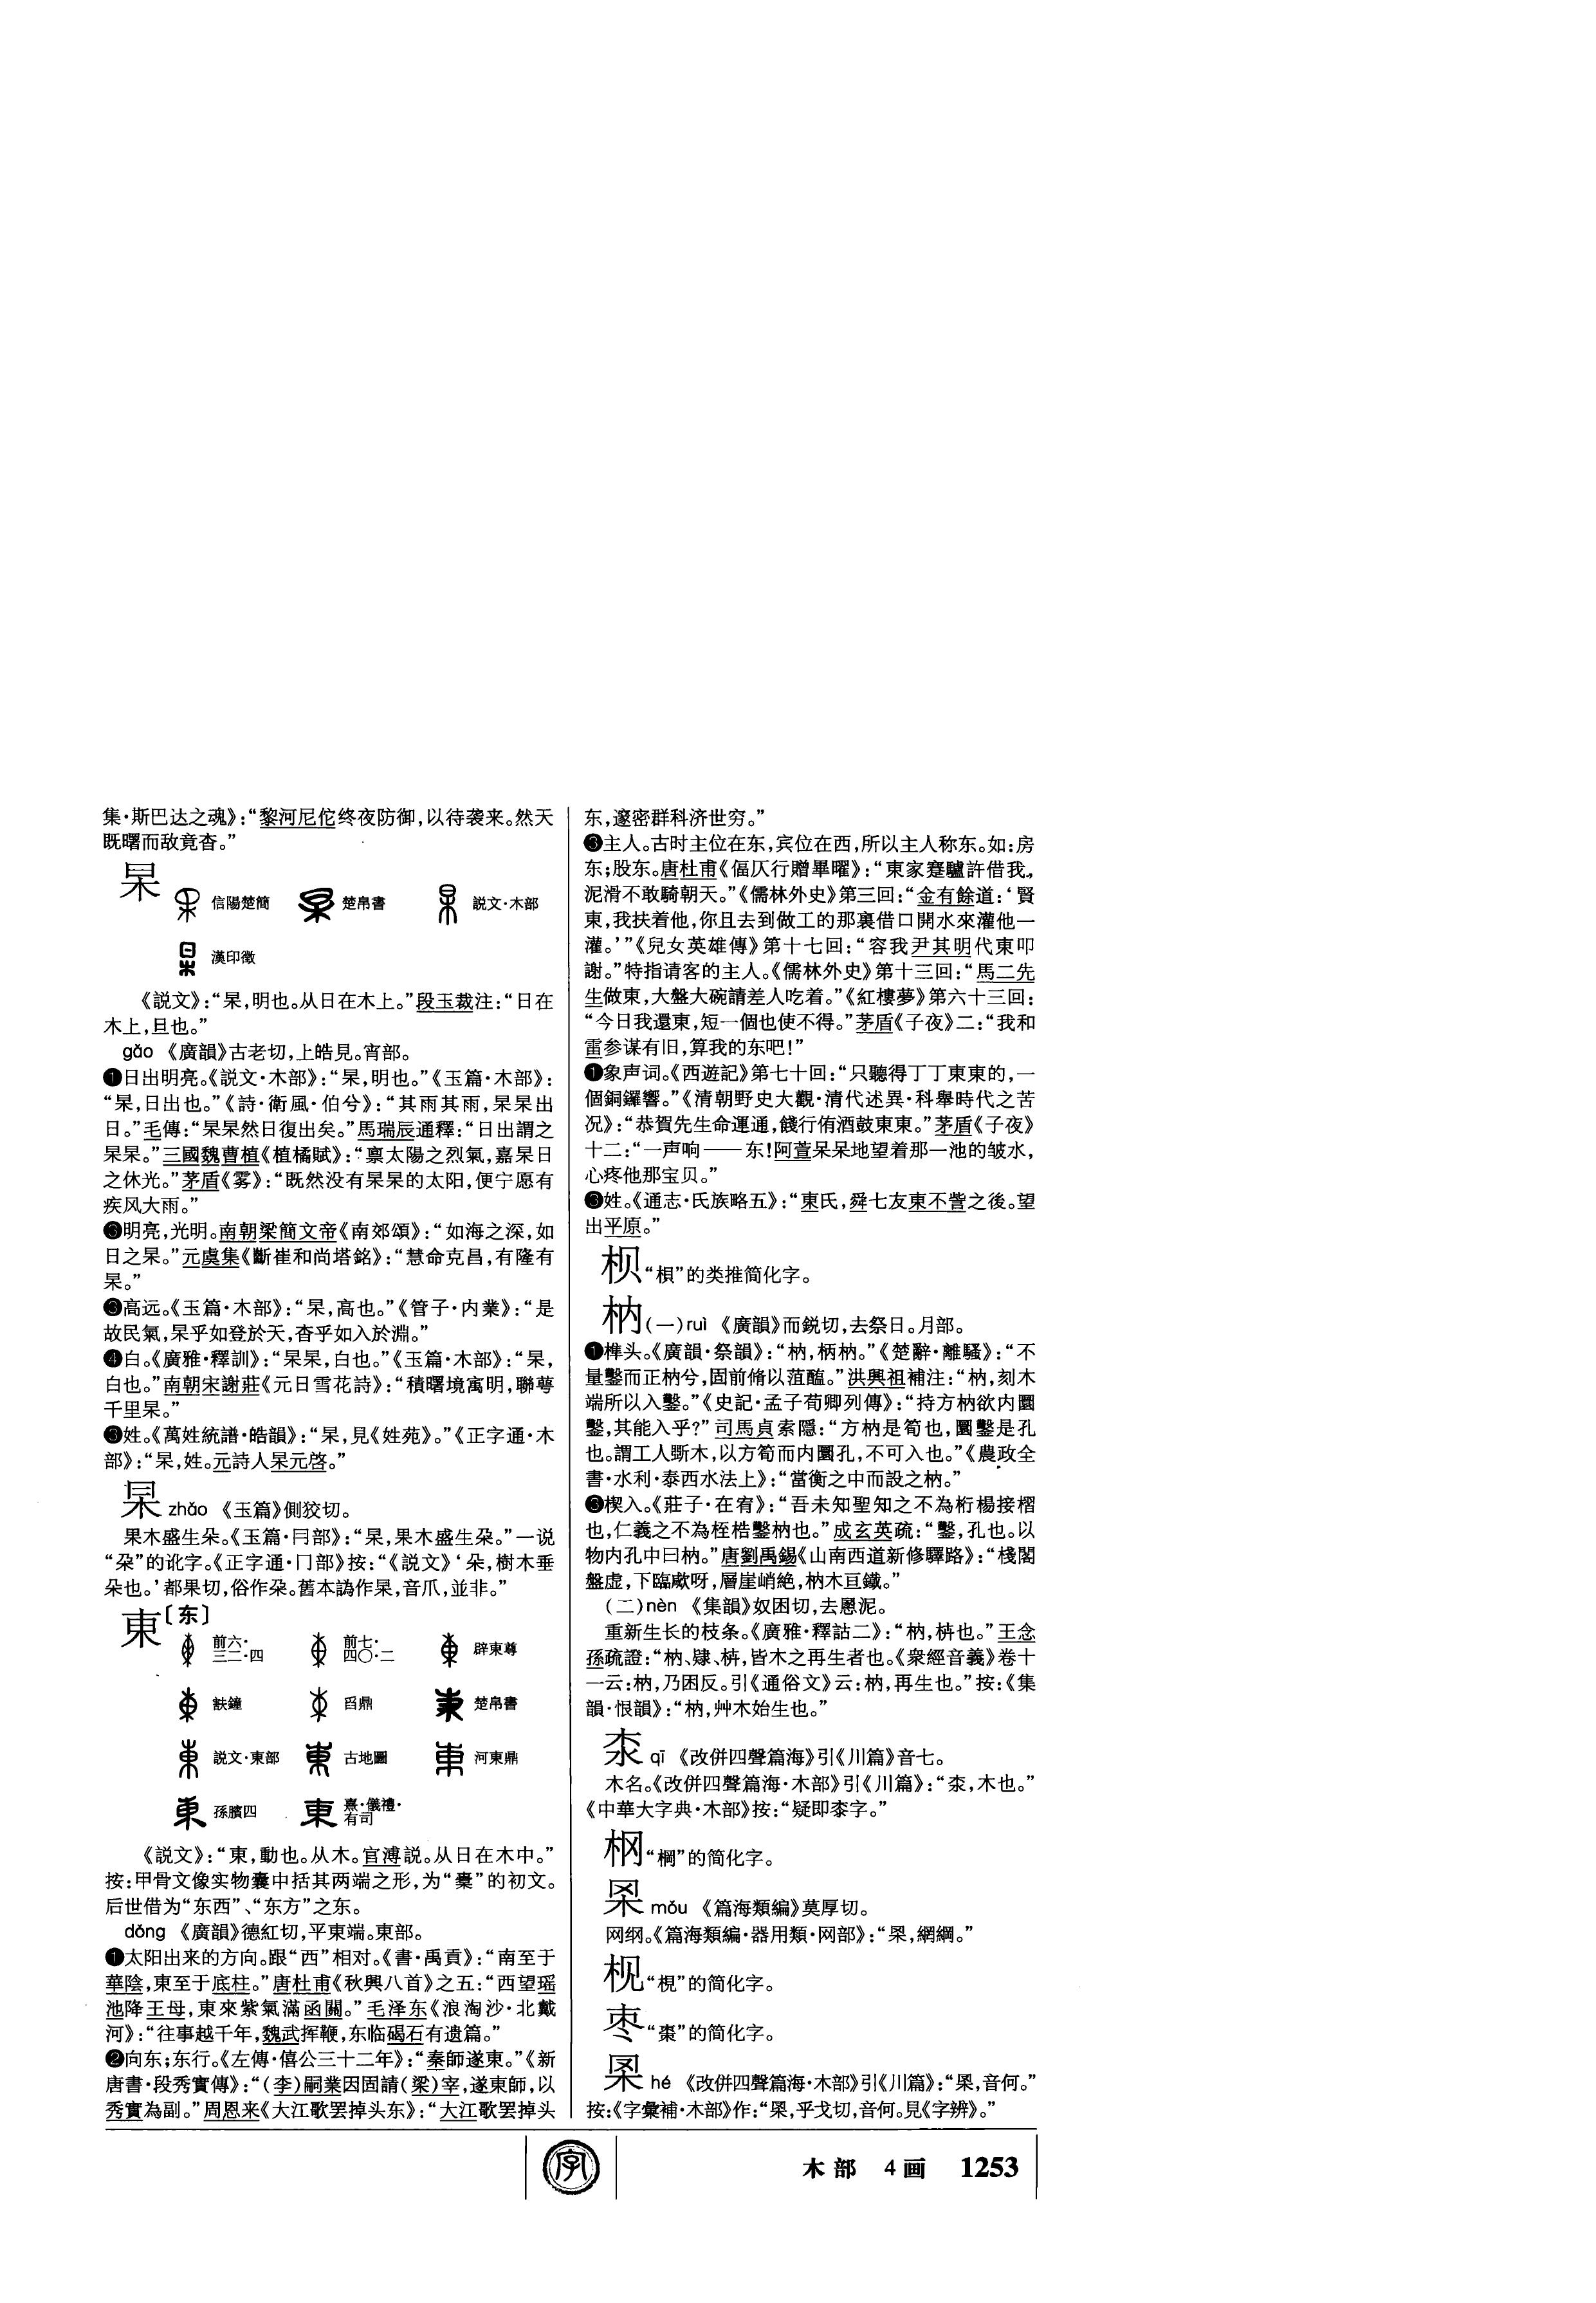 集·斯巴达之魂》：“黎河尼佗终夜防御，以待袭来。然天
既曙而敌竟杳。”
杲
信陽楚簡 楚帛書 説文·木部
漢印徵
《説文》：“杲，明也。从日在木上。”段玉裁注：“日在
木上，旦也。”
gǎo 《廣韻》古老切，上皓見。宵部。
❶日出明亮。《説文·木部》：“杲，明也。”《玉篇·木部》：
“杲，日出也。”《詩·衛風·伯兮》：“其雨其雨，杲杲出
日。”毛傳：“杲杲然日復出矣。”馬瑞辰通釋：“日出謂之
杲杲。”三國魏曹植《植橘賦》：“禀太陽之烈氣，嘉杲日
之休光。”茅盾《雾》：“既然没有杲杲的太阳，便宁愿有
疾风大雨。”
❸明亮，光明。南朝梁簡文帝《南郊頌》：“如海之深，如
日之杲。”元虞集《斷崖和尚塔銘》：“慧命克昌，有隆有
杲。”
❸高远。《玉篇·木部》：“杲，高也。”《管子·内業》：“是
故民氣，杲乎如登於天，杳乎如入於淵。”
❹白。《廣雅·釋訓》：“杲杲，白也。”《玉篇·木部》：“杲，
白也。”南朝宋謝莊《元日雪花詩》：“積曙境寓明，聯萼
千里杲。”
❸姓。《萬姓統譜·皓韻》：“杲，見《姓苑》。”《正字通·木
部》：“杲，姓。元詩人杲元啓。”
zhǎo 《玉篇》側狡切。
果木盛生朵。《玉篇·冃部》：“，果木盛生朶。”一说
“朶”的讹字。《正字通·冂部》按：“《説文》‘朵，樹木垂
朵也。’都果切，俗作朶。舊本譌作，音爪，並非。”
東〔东〕
前六· 前七· 辟東尊
三二·四 四〇·二
㝬鐘 匋鼎 楚帛書
説文·東部 古地圖 河東鼎
孫臏四 熹·儀禮·
有司
《説文》：“東，動也。从木。官溥説。从日在木中。”
按：甲骨文像实物囊中括其两端之形，为“橐”的初文。
后世借为“东西”、“东方”之东。
dōng 《廣韻》德紅切，平東端。東部。
❶太阳出来的方向。跟“西”相对。《書·禹貢》：“南至于
華陰，東至于底柱。”唐杜甫《秋興八首》之五：“西望瑶
池降王母，東來紫氣滿函關。”毛泽东《浪淘沙·北戴
河》：“往事越千年，魏武挥鞭，东临碣石有遗篇。”
❷向东；东行。《左傳·僖公三十二年》：“秦師遂東。”《新
唐書·段秀實傳》：“（李）嗣業因固請（梁）宰，遂東師，以
秀實為副。”周恩来《大江歌罢掉头东》：“大江歌罢掉头
东，邃密群科济世穷。”
❸主人。古时主位在东，宾位在西，所以主人称东。如：房
东；股东。唐杜甫《偪仄行贈畢曜》：“東家蹇驢許借我，
泥滑不敢騎朝天。”《儒林外史》第三回：“金有餘道：‘賢
東，我扶着他，你且去到做工的那裏借口開水來灌他一
灌。’”《兒女英雄傳》第十七回：“容我尹其明代東叩
謝。”特指请客的主人。《儒林外史》第十三回：“馬二先
生做東，大盤大碗請差人吃着。”《紅樓夢》第六十三回：
“今日我還東，短一個也使不得。”茅盾《子夜》二：“我和
雷参谋有旧，算我的东吧！”
❶象声词。《西遊記》第七十回：“只聽得丁丁東東的，一
個銅鑼響。”《清朝野史大觀·清代述異·科舉時代之苦
况》：“恭賀先生命運通，餞行侑酒鼓東東。”茅盾《子夜》
十二：“一声响——东！阿萱呆呆地望着那一池的皱水，
心疼他那宝贝。”
❸姓。《通志·氏族略五》：“東氏，舜七友東不訾之後。望
出平原。”
“梖”的类推简化字。
枘（一）ruì 《廣韻》而鋭切，去祭日。月部。
❶榫头。《廣韻·祭韻》：“枘，柄枘。”《楚辭·離騷》：“不
量鑿而正枘兮，固前脩以菹醢。”洪興祖補注：“枘，刻木
端所以入鑿。”《史記·孟子荀卿列傳》：“持方枘欲内圜
鑿，其能入乎？”司馬貞索隱：“方枘是筍也，圜鑿是孔
也。謂工人斲木，以方筍而内圜孔，不可入也。”《農政全
書·水利·泰西水法上》：“當衡之中而設之枘。”
❸楔入。《莊子·在宥》：“吾未知聖知之不為桁楊接槢
也，仁義之不為桎梏鑿枘也。”成玄英疏：“鑿，孔也。以
物内孔中曰枘。”唐劉禹錫《山南西道新修驛路》：“棧閣
盤虚，下臨歁呀，層崖峭絶，枘木亘鐵。”
（二）nèn 《集韻》奴困切，去慁泥。
重新生长的枝条。《廣雅·釋詁二》：“枘，枿也。”王念
孫疏證：“枘、㨽、枿，皆木之再生者也。《衆經音義》卷十
一云：枘，乃困反。引《通俗文》云：枘，再生也。”按：《集
韻·恨韻》：“枘，艸木始生也。”
qī 《改併四聲篇海》引《川篇》音七。
木名。《改併四聲篇海·木部》引《川篇》：“，木也。”
《中華大字典·木部》按：“疑即桼字。”
㭎“棡”的简化字。
mǒu 《篇海類編》莫厚切。
网纲。《篇海類編·器用類·网部》：“，網綱。”
枧“梘”的简化字。
枣“棗”的简化字。
hé 《改併四聲篇海·木部》引《川篇》：“，音何。”
按：《字彙補·木部》作：“，乎戈切，音何。見《字辨》。”
字
木部 4画 1253